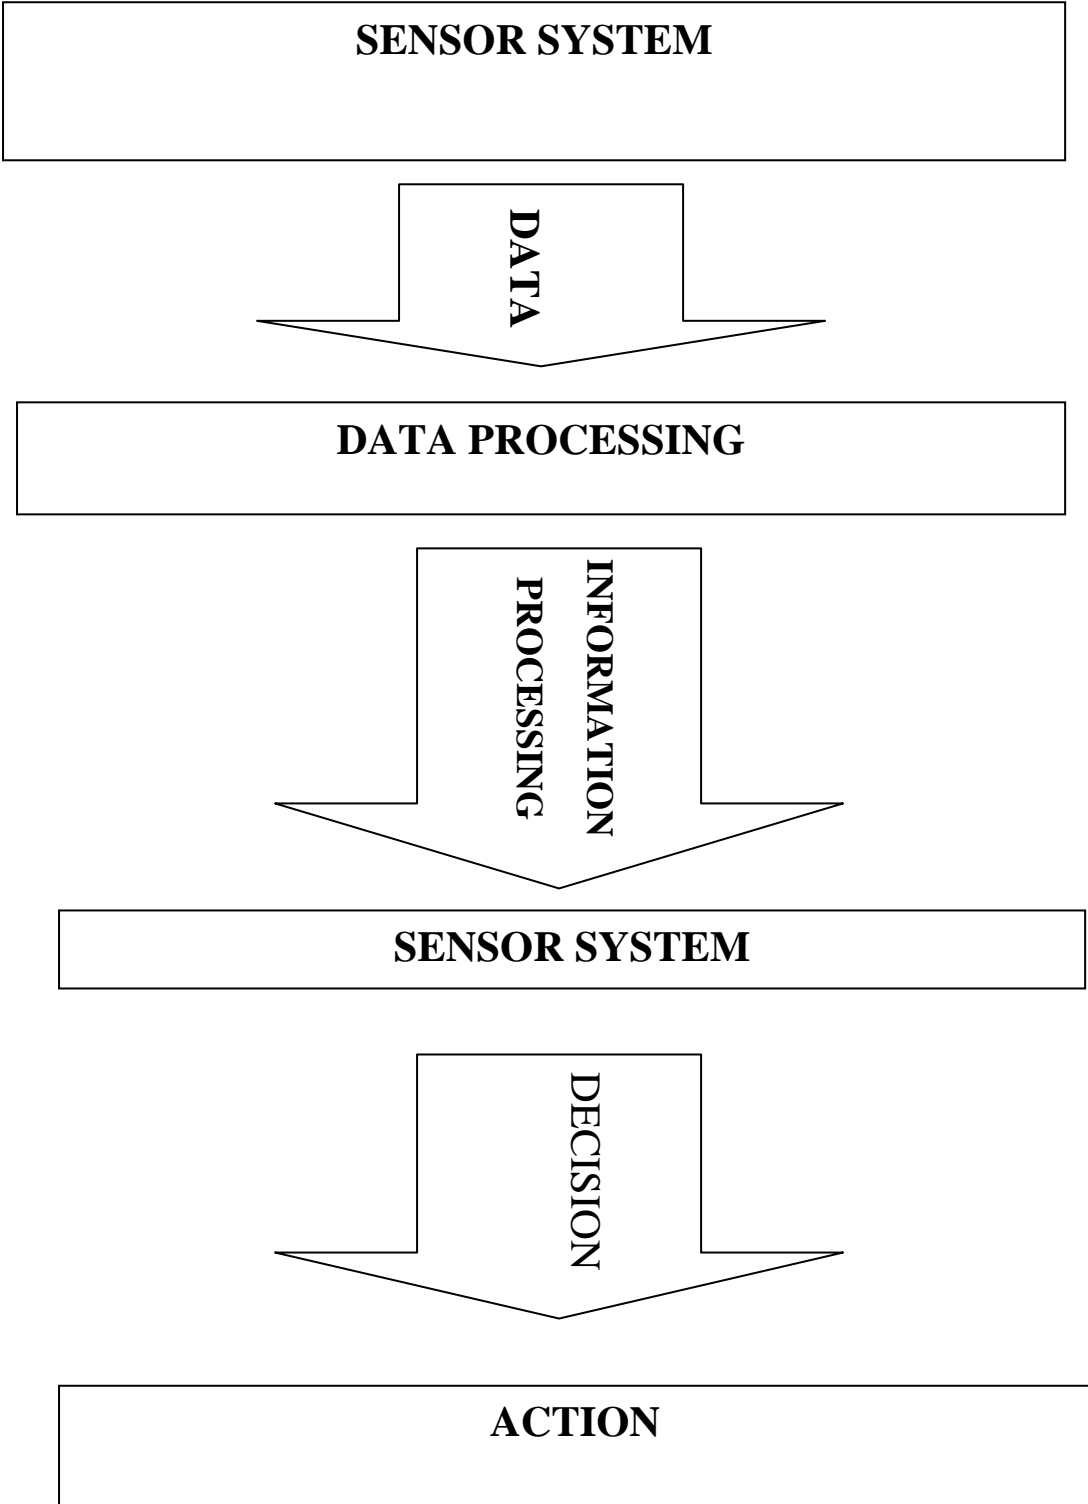 SENSOR SYSTEM
DATA
DATA PROCESSING
INFORMATION
PROCESSING
SENSOR SYSTEM
DECISION
ACTION